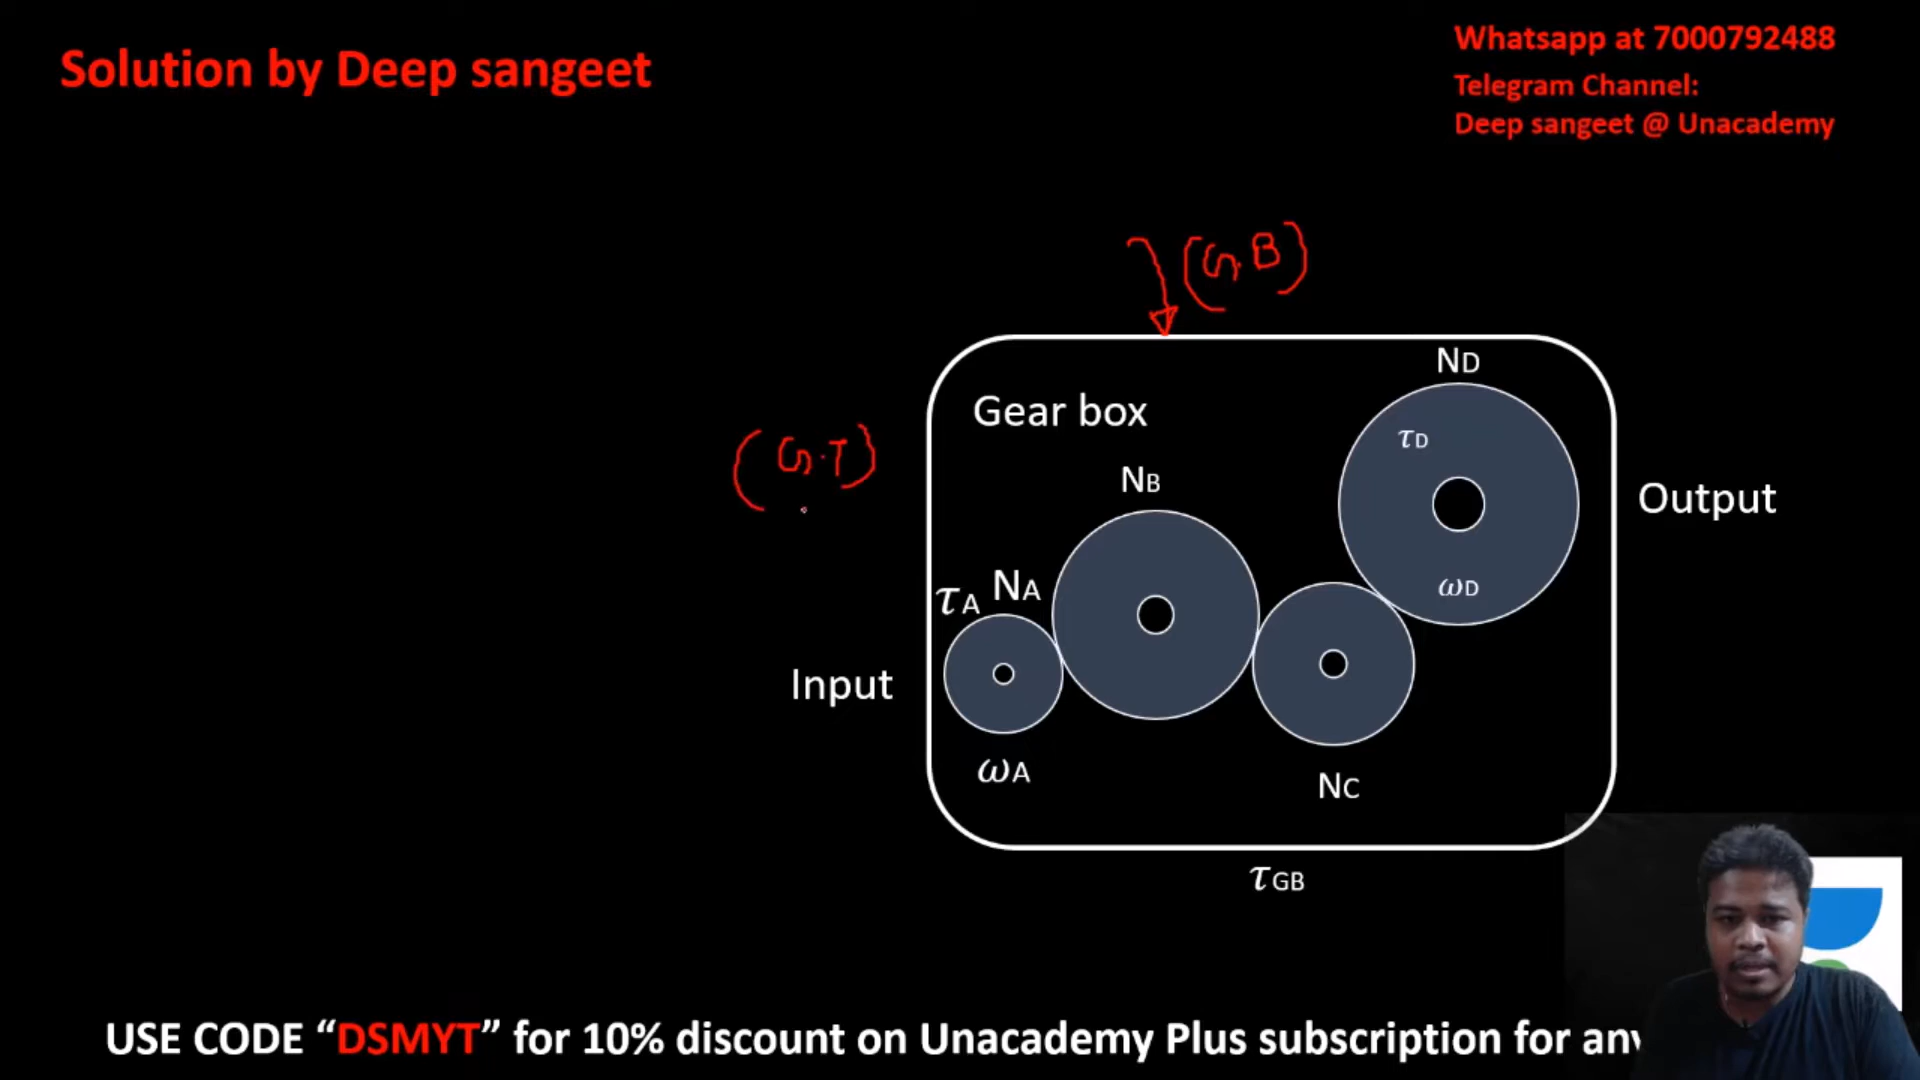 Solution by Deep sangeet
Whatsapp at 7000792488
Telegram Channel:
Deep sangeet @ Unacademy
(G.B)
ND
Gear box
τD
(G.T)
NB
Output
τA NA
ωD
Input
ωA
NC
τGB
USE CODE “DSMYT” for 10% discount on Unacademy Plus subscription for any